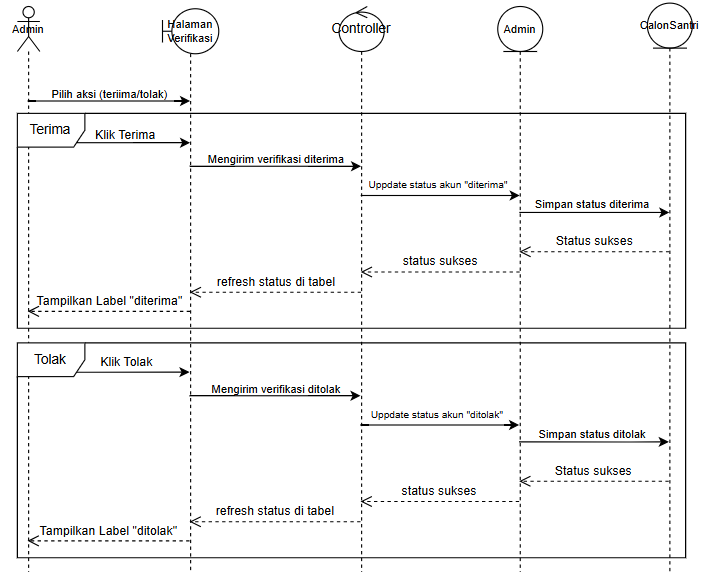 Admin
Halaman
Verifikasi
Controller
Admin
CalonSantri
Pilih aksi (teriima/tolak)
Terima
Klik Terima
Mengirim verifikasi diterima
Uppdate status akun "diterima"
Simpan status diterima
Status sukses
status sukses
refresh status di tabel
Tampilkan Label "diterima"
Tolak
Klik Tolak
Mengirim verifikasi ditolak
Uppdate status akun "ditolak"
Simpan status ditolak
Status sukses
status sukses
refresh status di tabel
Tampilkan Label "ditolak"